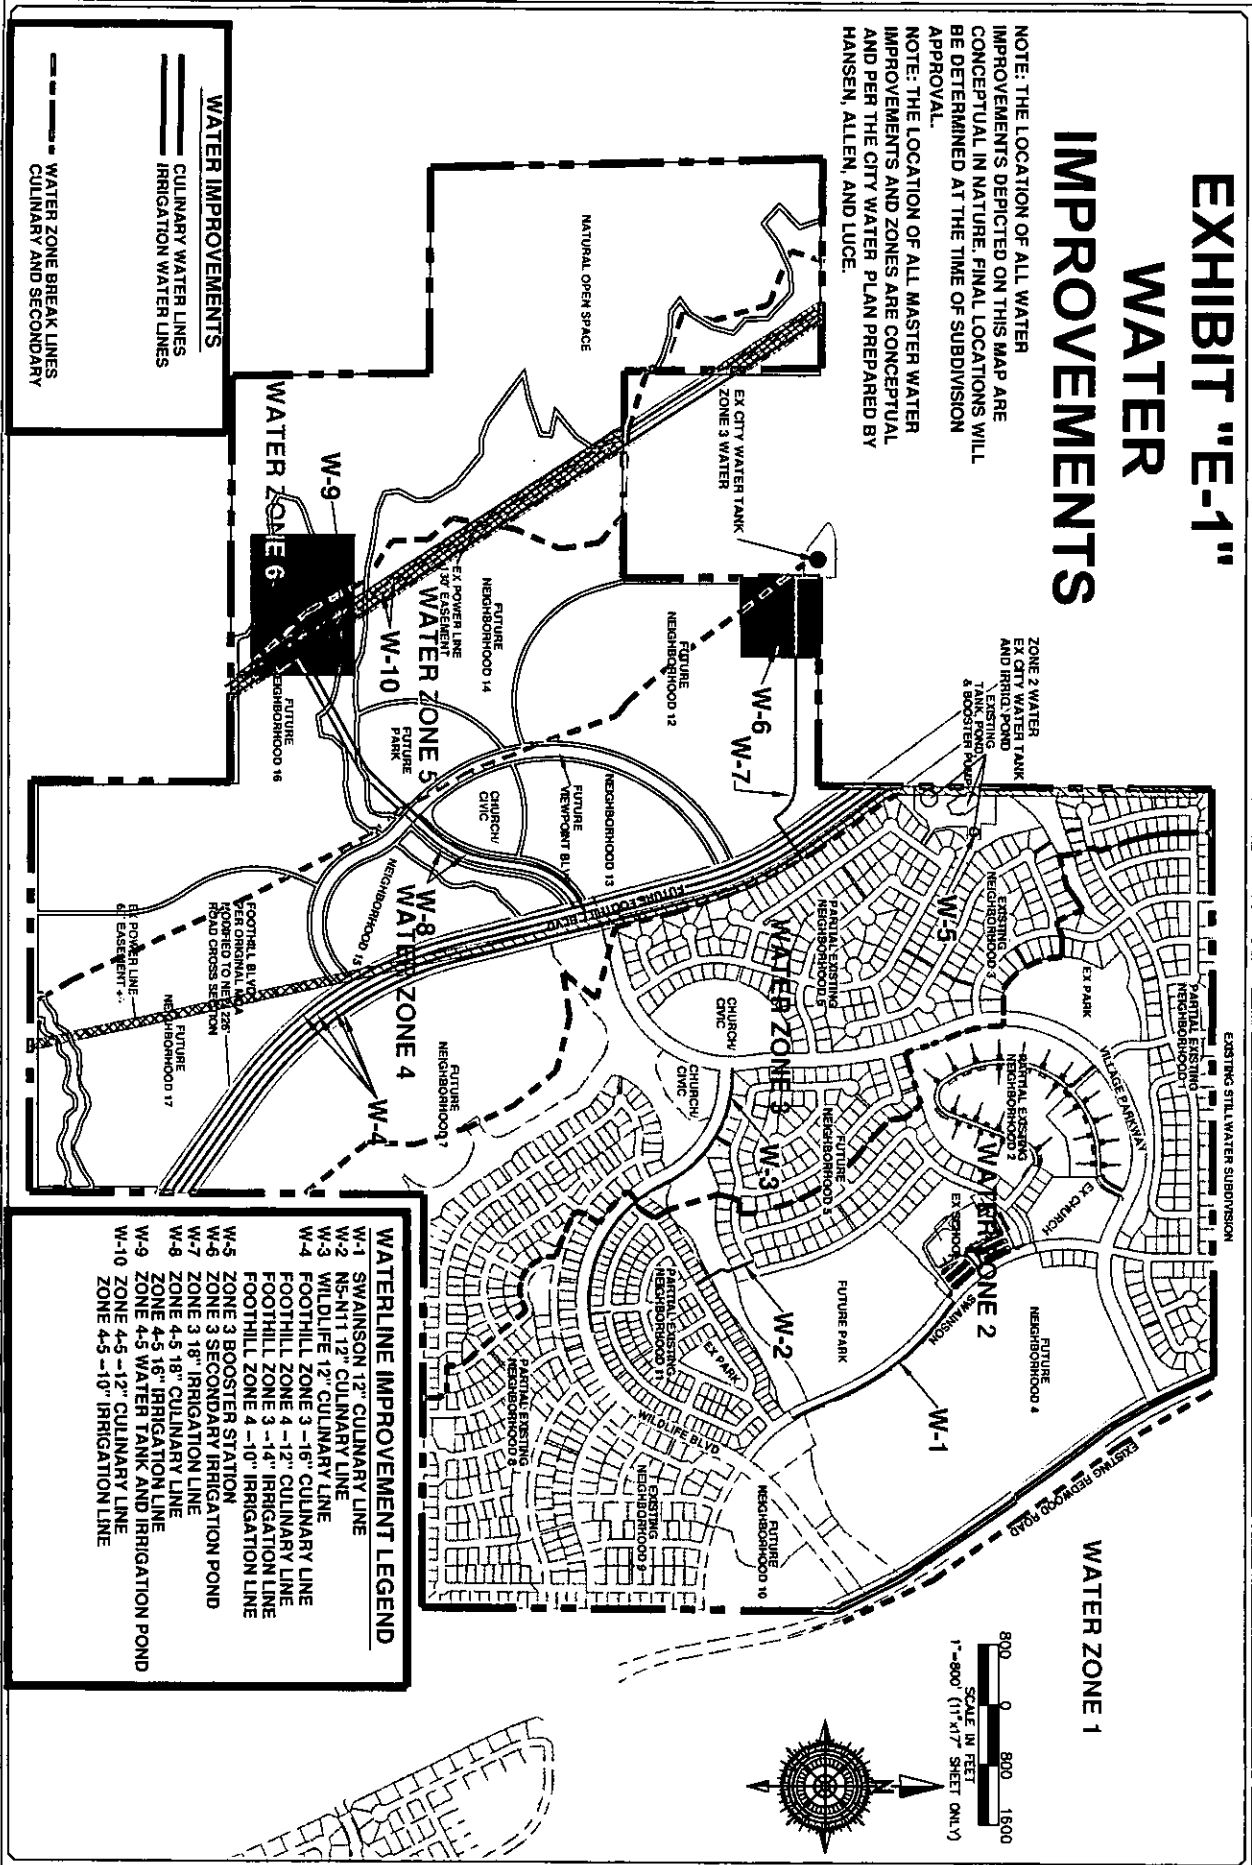 EXHIBIT "E-1"
WATER
IMPROVEMENTS
NOTE: THE LOCATION OF ALL WATER
IMPROVEMENTS DEPICTED ON THIS MAP ARE
CONCEPTUAL IN NATURE. FINAL LOCATIONS WILL
BE DETERMINED AT THE TIME OF SUBDIVISION
APPROVAL.
NOTE: THE LOCATION OF ALL MASTER WATER
IMPROVEMENTS AND ZONES ARE CONCEPTUAL
AND PER THE CITY WATER PLAN PREPARED BY
HANSEN, ALLEN, AND LUCE.
WATER IMPROVEMENTS
CULINARY WATER LINES
IRRIGATION WATER LINES
WATER ZONE BREAK LINES
CULINARY AND SECONDARY
NATURAL OPEN SPACE
EX CITY WATER TANK
ZONE 3 WATER
ZONE 2 WATER
EX CITY WATER TANK
AND IRRIG. POND
EXISTING
TANK, POND
& BOOSTER PUMP
EXISTING STILLWATER SUBDIVISION
PARTIAL EXISTING
NEIGHBORHOOD 1
EX PARK
VILLAGE PARKWAY
EXISTING
NEIGHBORHOOD 3
W-5
PARTIAL EXISTING
NEIGHBORHOOD 2
EX CHURCH
WATER ZONE 2
EX SCHOOL
SWAINSON
FUTURE
NEIGHBORHOOD 4
EXISTING REDWOOD ROAD
WATER ZONE 1
W-1
FUTURE PARK
W-2
PARTIAL EXISTING
NEIGHBORHOOD 6
WATER ZONE 3
CHURCH/
CIVIC
CHURCH/
CIVIC
W-3
FUTURE
NEIGHBORHOOD 5
PARTIAL EXISTING
NEIGHBORHOOD 11
EX PARK
WILDLIFE BLVD
FUTURE
NEIGHBORHOOD 10
EXISTING
NEIGHBORHOOD 9
PARTIAL EXISTING
NEIGHBORHOOD 8
FUTURE
NEIGHBORHOOD 7
W-6
W-7
FUTURE
NEIGHBORHOOD 12
NEIGHBORHOOD 13
FUTURE
VIEWPOINT BLVD
CHURCH/
CIVIC
FUTURE FOOTHILL BLVD
FUTURE
NEIGHBORHOOD 14
EX POWER LINE
130' EASEMENT
WATER ZONE 5
FUTURE
PARK
W-10
W-9
WATER ZONE 6
FUTURE
NEIGHBORHOOD 16
W-8
NEIGHBORHOOD 15
WATER ZONE 4
W-4
FOOTHILL BLVD
PER ORIGINAL MDA
MODIFIED TO NEW 226'
ROAD CROSS SECTION
EX POWER LINE
FUTURE
NEIGHBORHOOD 17
WATERLINE IMPROVEMENT LEGEND
W-1 SWAINSON 12" CULINARY LINE
W-2 N5-N11 12" CULINARY LINE
W-3 WILDLIFE 12" CULINARY LINE
W-4 FOOTHILL ZONE 3 -16" CULINARY LINE
FOOTHILL ZONE 4 -12" CULINARY LINE
FOOTHILL ZONE 3 -14" IRRIGATION LINE
FOOTHILL ZONE 4 -10" IRRIGATION LINE
W-5 ZONE 3 BOOSTER STATION
W-6 ZONE 3 SECONDARY IRRIGATION POND
W-7 ZONE 3 18" IRRIGATION LINE
W-8 ZONE 4-5 18" CULINARY LINE
ZONE 4-5 16" IRRIGATION LINE
W-9 ZONE 4-5 WATER TANK AND IRRIGATION POND
W-10 ZONE 4-5 -12" CULINARY LINE
ZONE 4-5 -10" IRRIGATION LINE
800 0 800 1600
SCALE IN FEET
1"=800' (11"x17" SHEET ONLY)
N